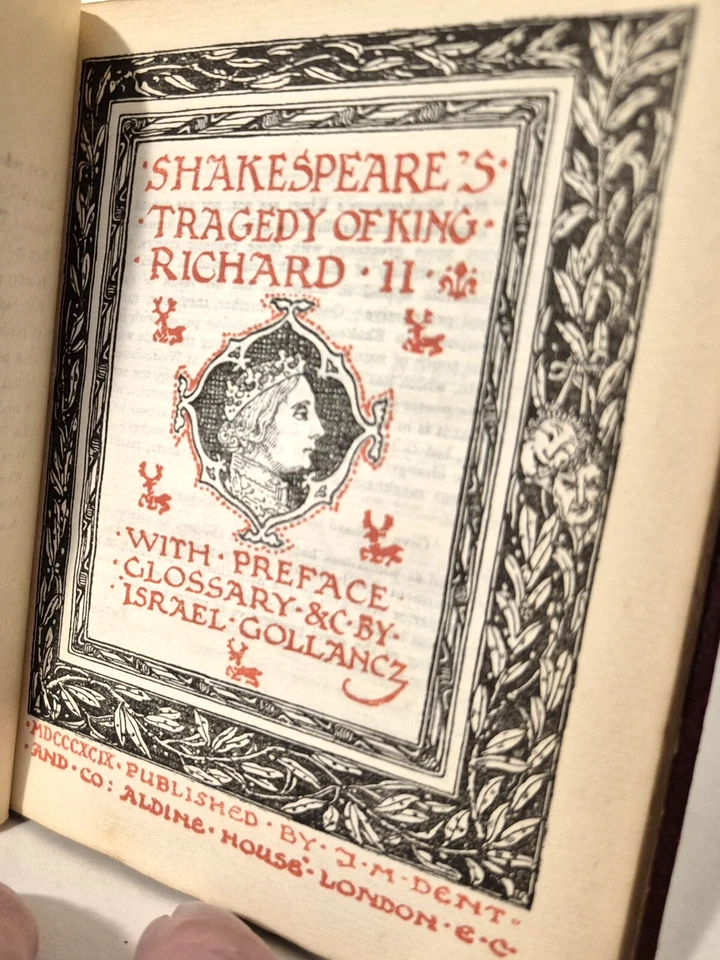 ·SHAKESPEARE'S·
·TRAGEDY OF KING·
·RICHARD · II ·
·WITH · PREFACE
·GLOSSARY · &C · BY·
·ISRAEL · GOLLANCZ
·MDCCCXCIX · PUBLISHED · BY · J · M · DENT ·
·AND · CO: ALDINE · HOUSE · LONDON · E · C ·